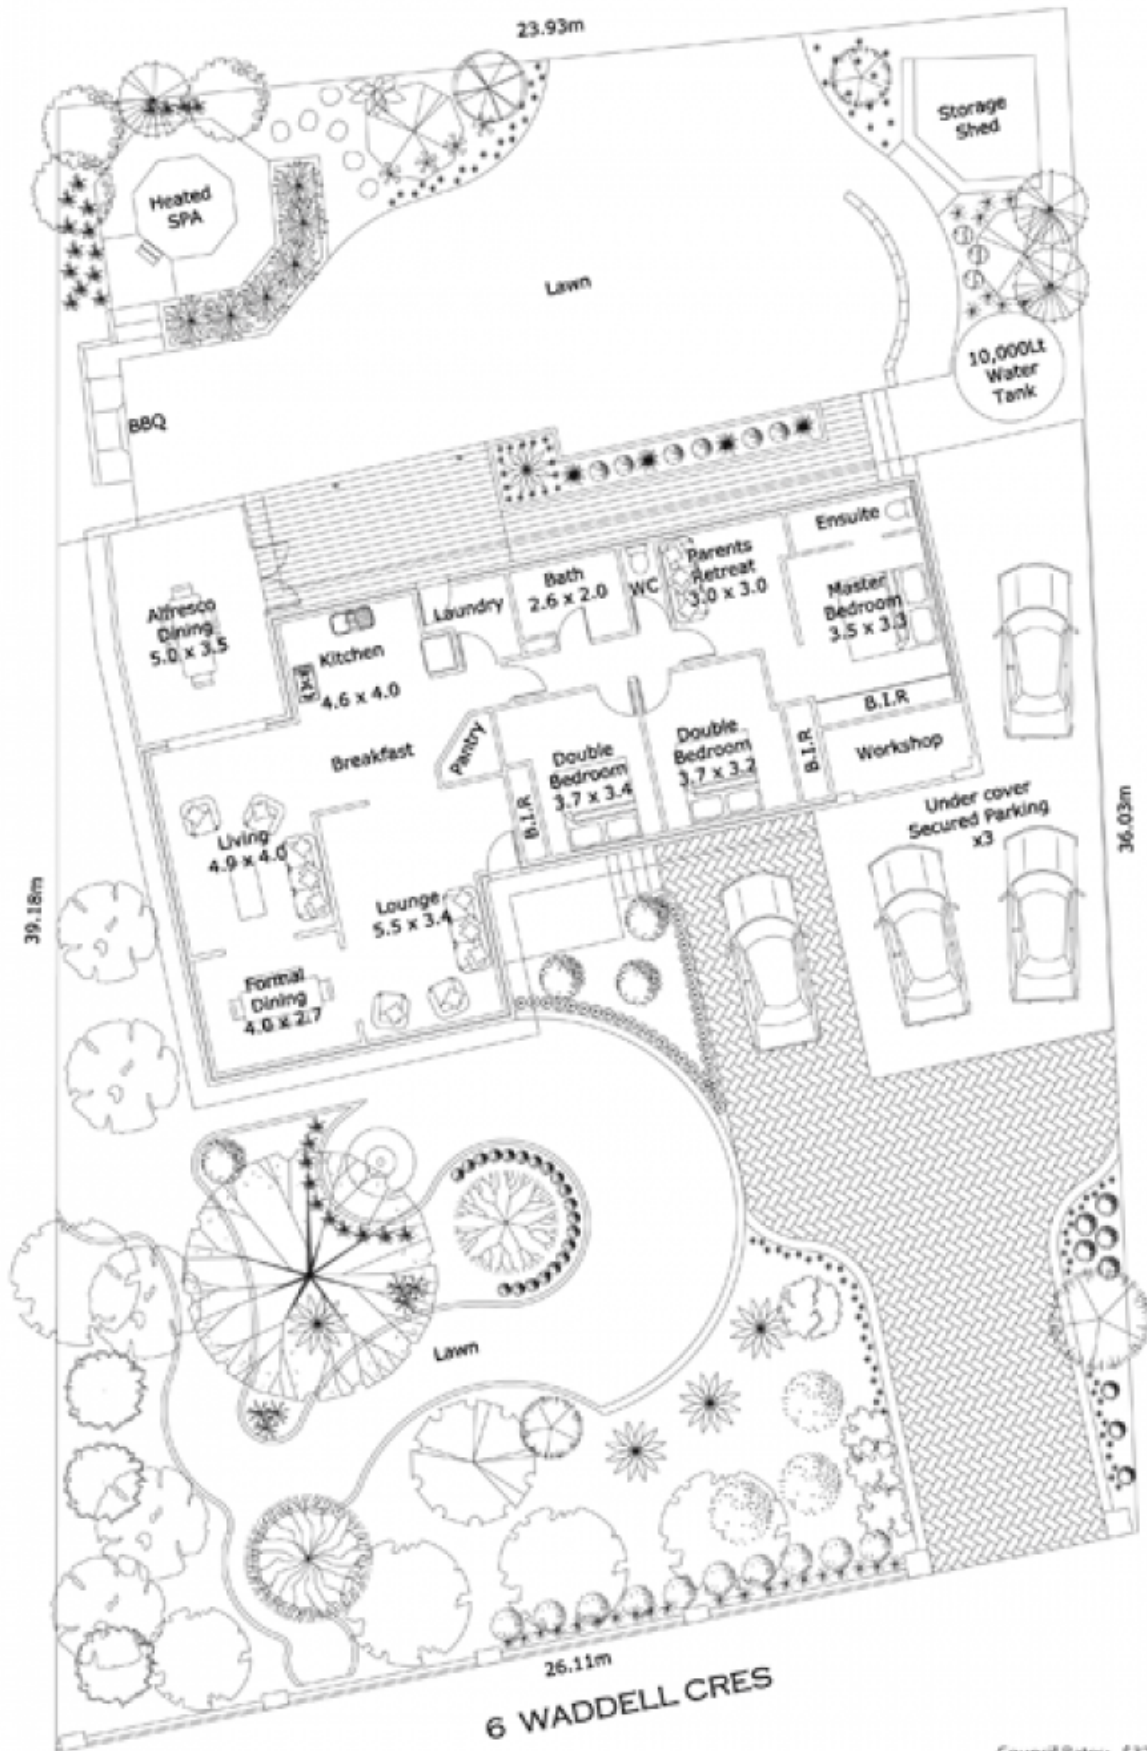 23.93m
Storage
Shed
Heated
SPA
Lawn
10,000Lt
Water
Tank
BBQ
Ensuite
Parents
Retreat
3.0 x 3.0
Bath
2.6 x 2.0
WC
Laundry
Master
Bedroom
3.5 x 3.3
Alfresco
Dining
5.0 x 3.5
Kitchen
4.6 x 4.0
B.I.R
Breakfast
Pantry
Double
Bedroom
3.7 x 3.4
Double
Bedroom
3.7 x 3.2
B.I.R
Workshop
B.I.R
Under cover
Secured Parking
x3
36.03m
Living
4.9 x 4.0
39.18m
Lounge
5.5 x 3.4
Formal
Dining
4.0 x 2.7
Lawn
26.11m
6 WADDELL CRES